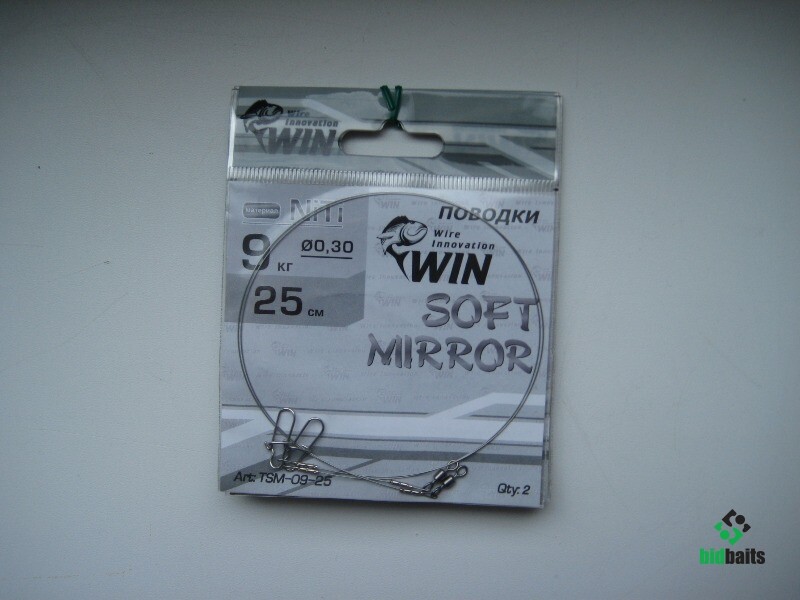 Wire
Innovation
WIN
материал NiTi
ПОВОДКИ
9 кг Ø0,30
Wire
Innovation
WIN
25 см
SOFT
MIRROR
Art: TSM-09-25
Qty: 2
bidbaits